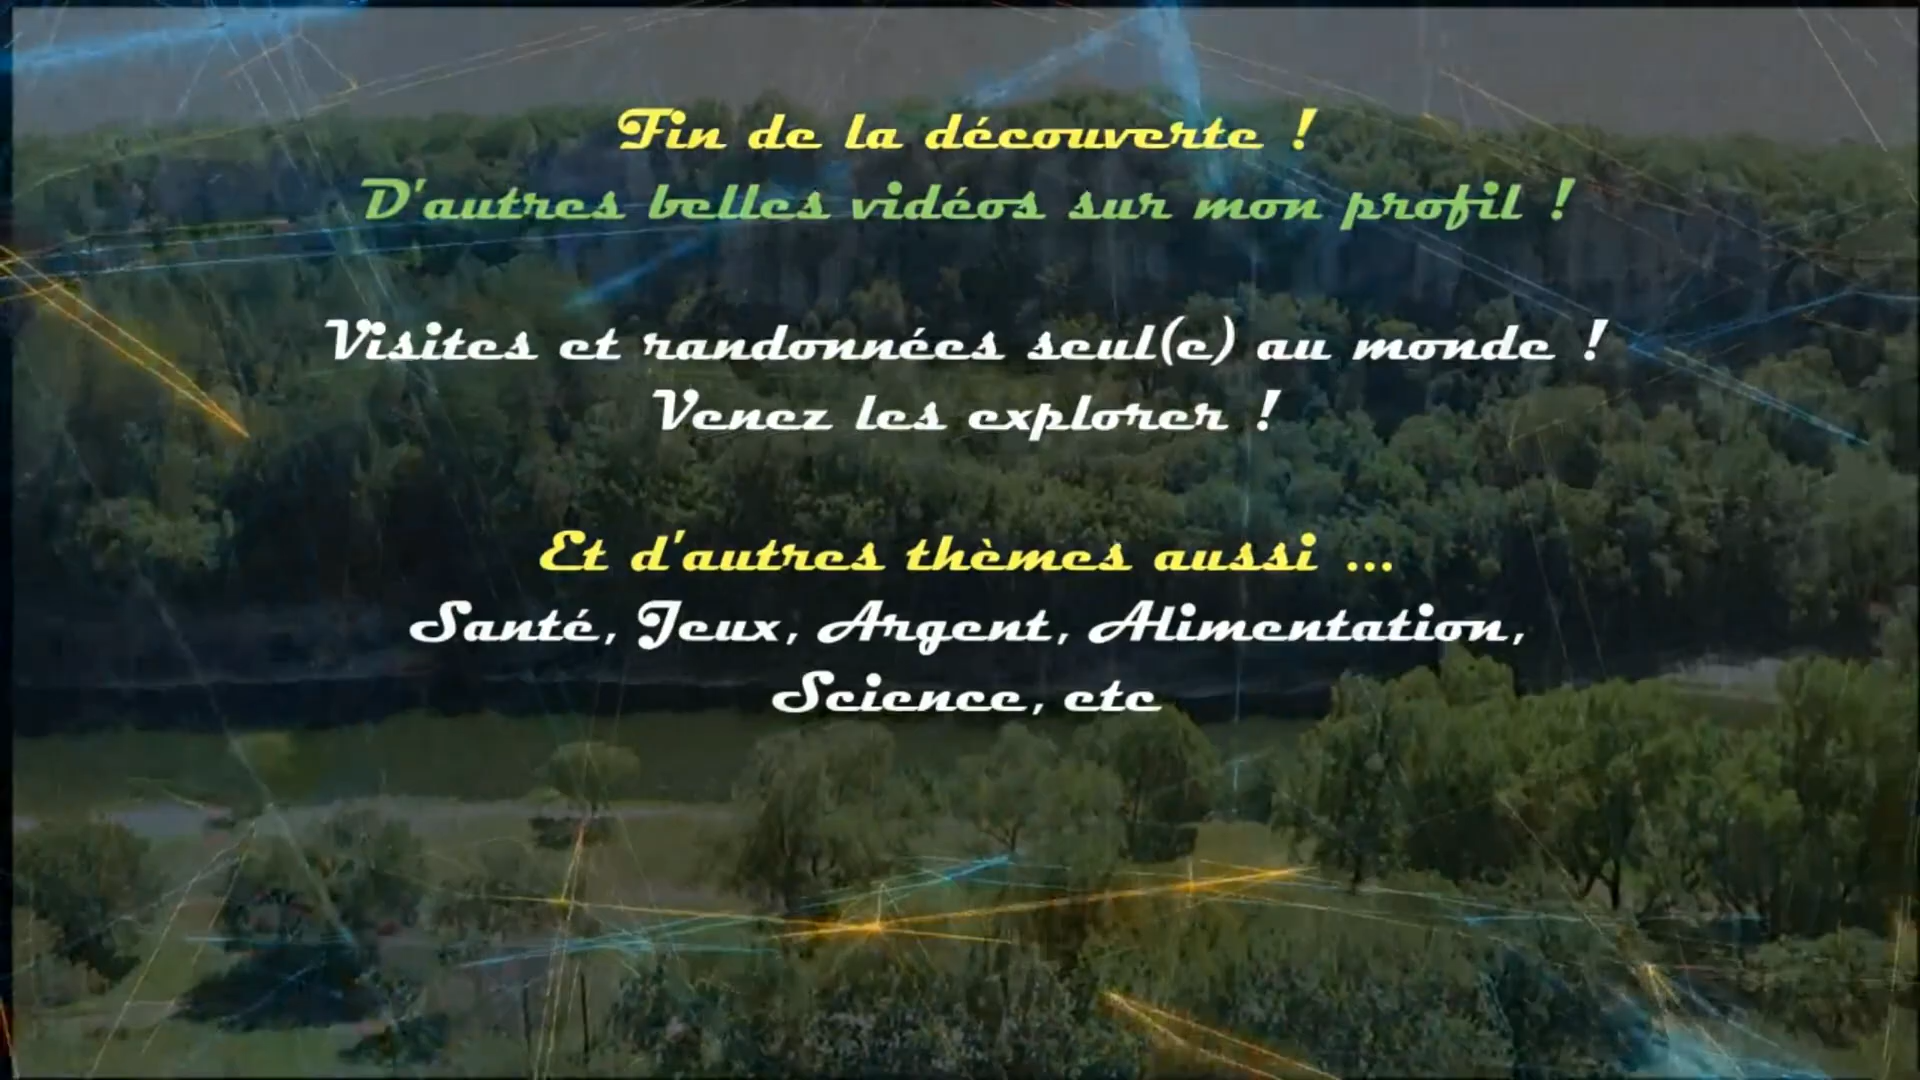 Fin de la découverte !
D'autres belles vidéos sur mon profil !
Visites et randonnées seul(e) au monde !
Venez les explorer !
Et d'autres thèmes aussi ...
Santé, Jeux, Argent, Alimentation,
Science, etc